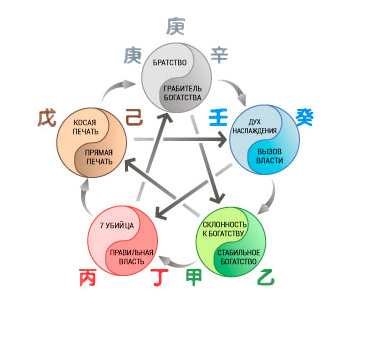 庚
庚
辛
БРАТСТВО
ГРАБИТЕЛЬ
БОГАТСТВА
戊
己
КОСАЯ
ПЕЧАТЬ
ПРЯМАЯ
ПЕЧАТЬ
壬
癸
ДУХ
НАСЛАЖДЕНИЯ
ВЫЗОВ
ВЛАСТИ
7 УБИЙЦА
ПРАВИЛЬНАЯ
ВЛАСТЬ
丙
丁
СКЛОННОСТЬ
К БОГАТСТВУ
СТАБИЛЬНОЕ
БОГАТСТВО
甲
乙